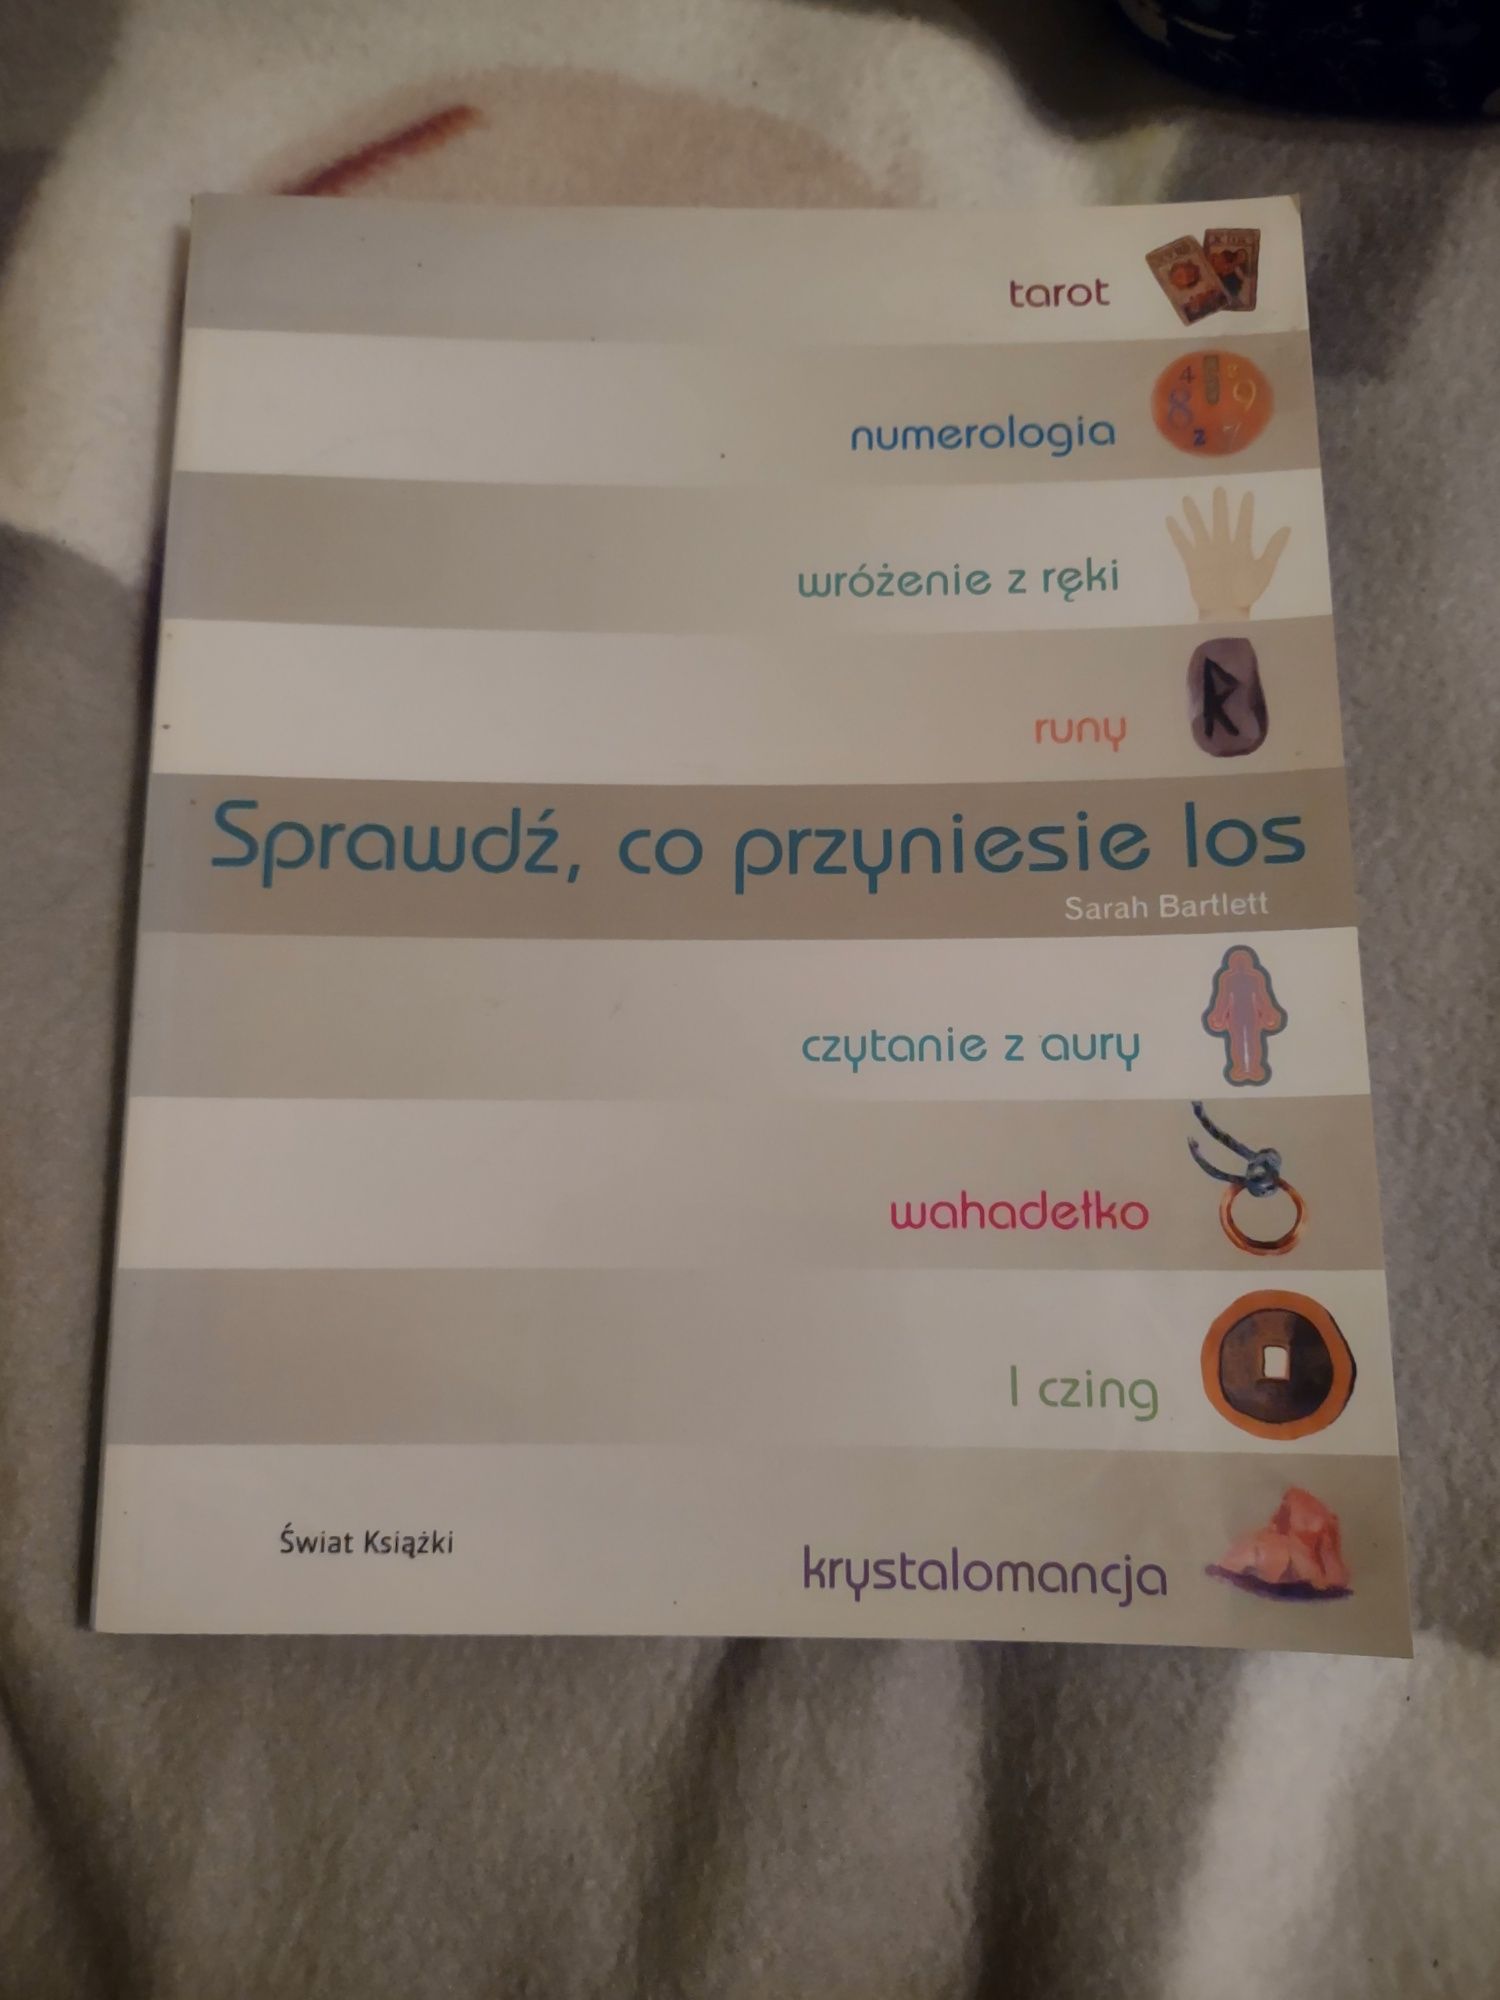 tarot
numerologia
wróżenie z ręki
runy
Sprawdź, co przyniesie los
Sarah Bartlett
czytanie z aury
wahadełko
I czing
Świat Książki
krystalomancja